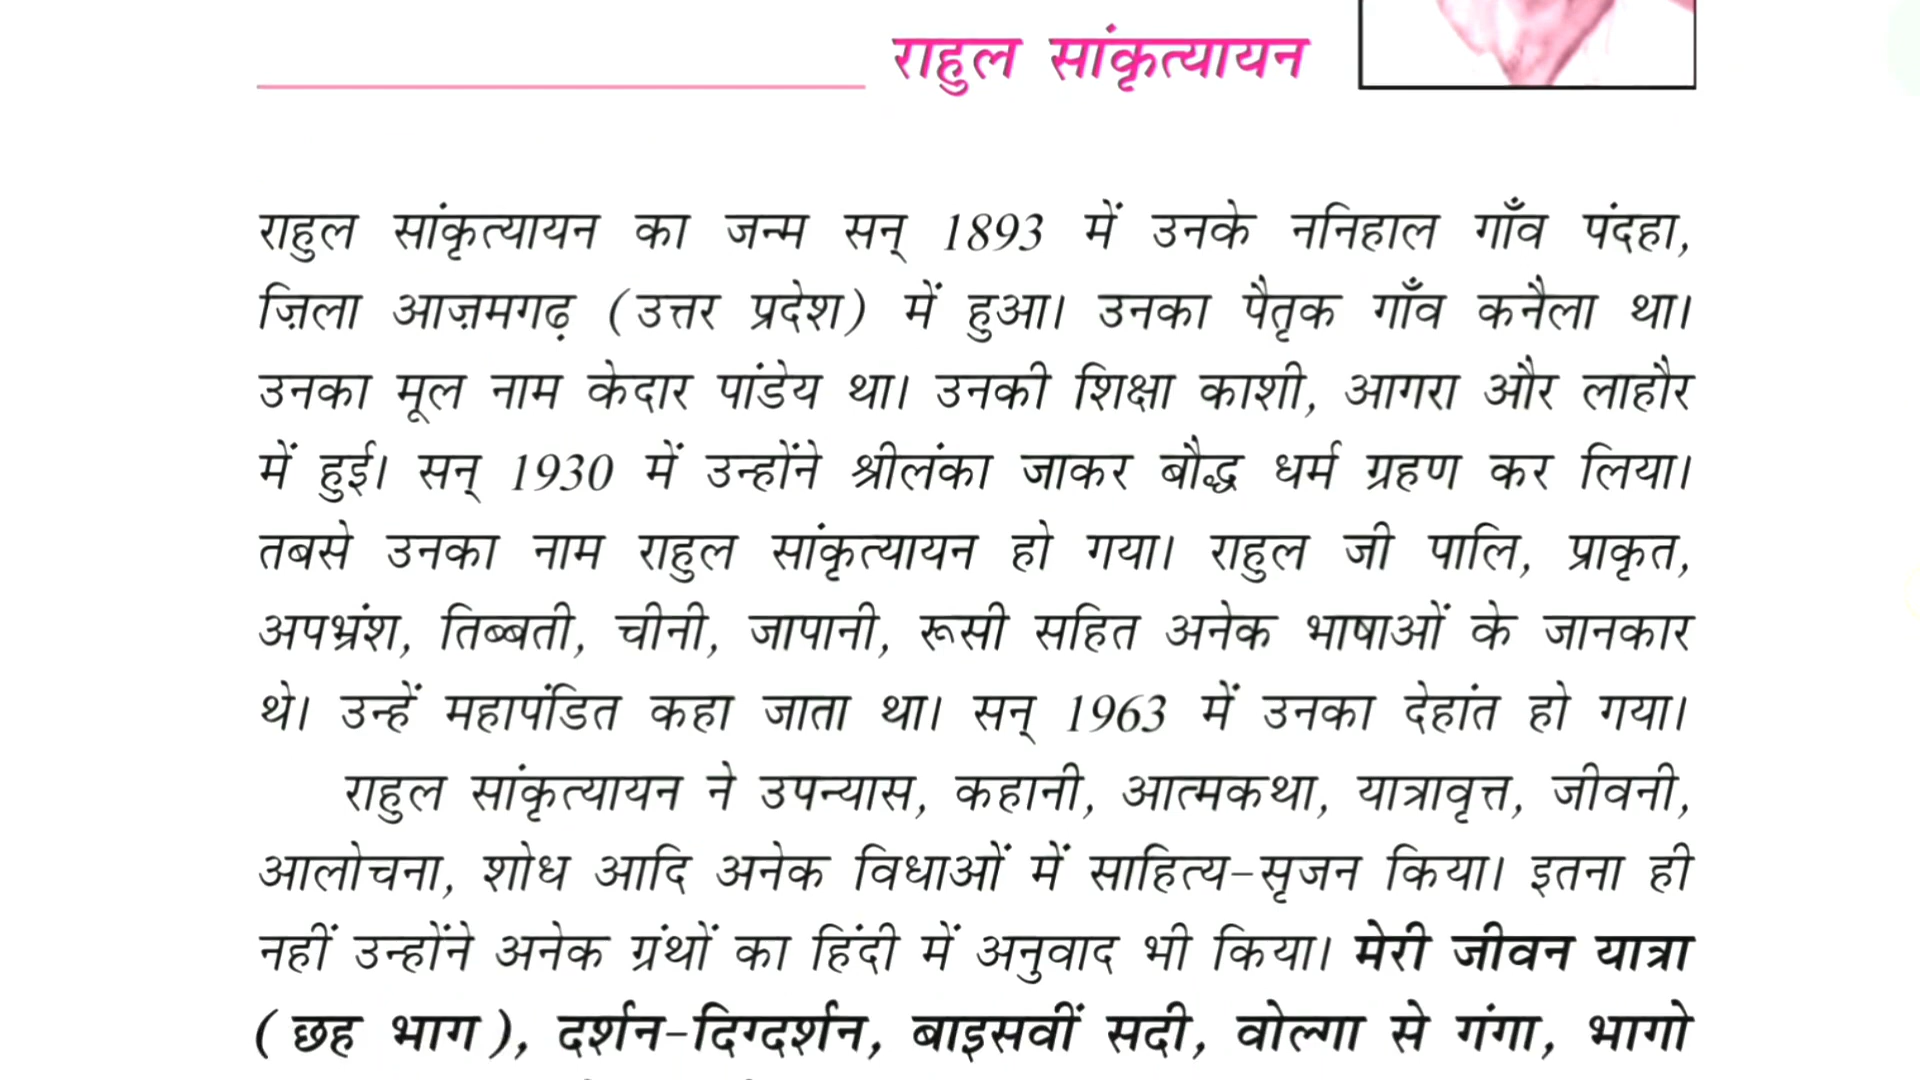 राहुल सांकृत्यायन
राहुल सांकृत्यायन का जन्म सन् 1893 में उनके ननिहाल गाँव पंदहा,
ज़िला आज़मगढ़ (उत्तर प्रदेश) में हुआ। उनका पैतृक गाँव कनैला था।
उनका मूल नाम केदार पांडेय था। उनकी शिक्षा काशी, आगरा और लाहौर
में हुई। सन् 1930 में उन्होंने श्रीलंका जाकर बौद्ध धर्म ग्रहण कर लिया।
तबसे उनका नाम राहुल सांकृत्यायन हो गया। राहुल जी पालि, प्राकृत,
अपभ्रंश, तिब्बती, चीनी, जापानी, रूसी सहित अनेक भाषाओं के जानकार
थे। उन्हें महापंडित कहा जाता था। सन् 1963 में उनका देहांत हो गया।
राहुल सांकृत्यायन ने उपन्यास, कहानी, आत्मकथा, यात्रावृत्त, जीवनी,
आलोचना, शोध आदि अनेक विधाओं में साहित्य-सृजन किया। इतना ही
नहीं उन्होंने अनेक ग्रंथों का हिंदी में अनुवाद भी किया। मेरी जीवन यात्रा
(छह भाग), दर्शन-दिग्दर्शन, बाइसवीं सदी, वोल्गा से गंगा, भागो